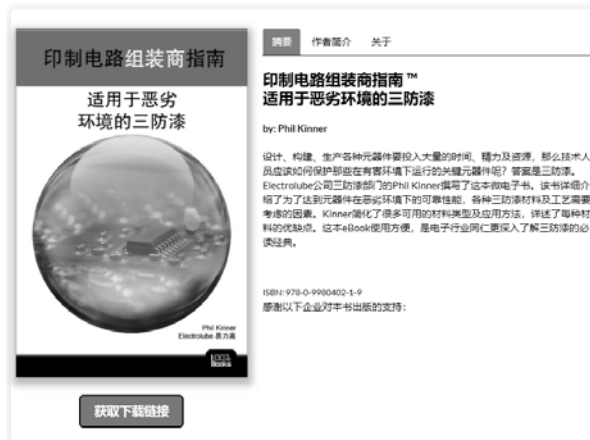 印制电路组装商指南
适用于恶劣
环境的三防漆
Phil Kinner
Electrolube 易力高
Books
获取下载链接
摘要 作者简介 关于
印制电路组装商指南 ™
适用于恶劣环境的三防漆
by: Phil Kinner
设计、构建、生产各种元器件要投入大量的时间、精力及资源，那么技术人
员应该如何保护那些在有害环境下运行的关键元器件呢？答案是三防漆。
Electrolube公司三防漆部门的Phil Kinner撰写了这本微电子书。该书详细介
绍了为了达到元器件在恶劣环境下的可靠性能，各种三防漆材料及工艺需要
考虑的因素。Kinner简化了很多可用的材料类型及应用方法，详述了每种材
料的优缺点。这本eBook使用方便，是电子行业同仁更深入了解三防漆的必
读经典。
ISBN: 978-0-9980402-1-9
感谢以下企业对本书出版的支持：